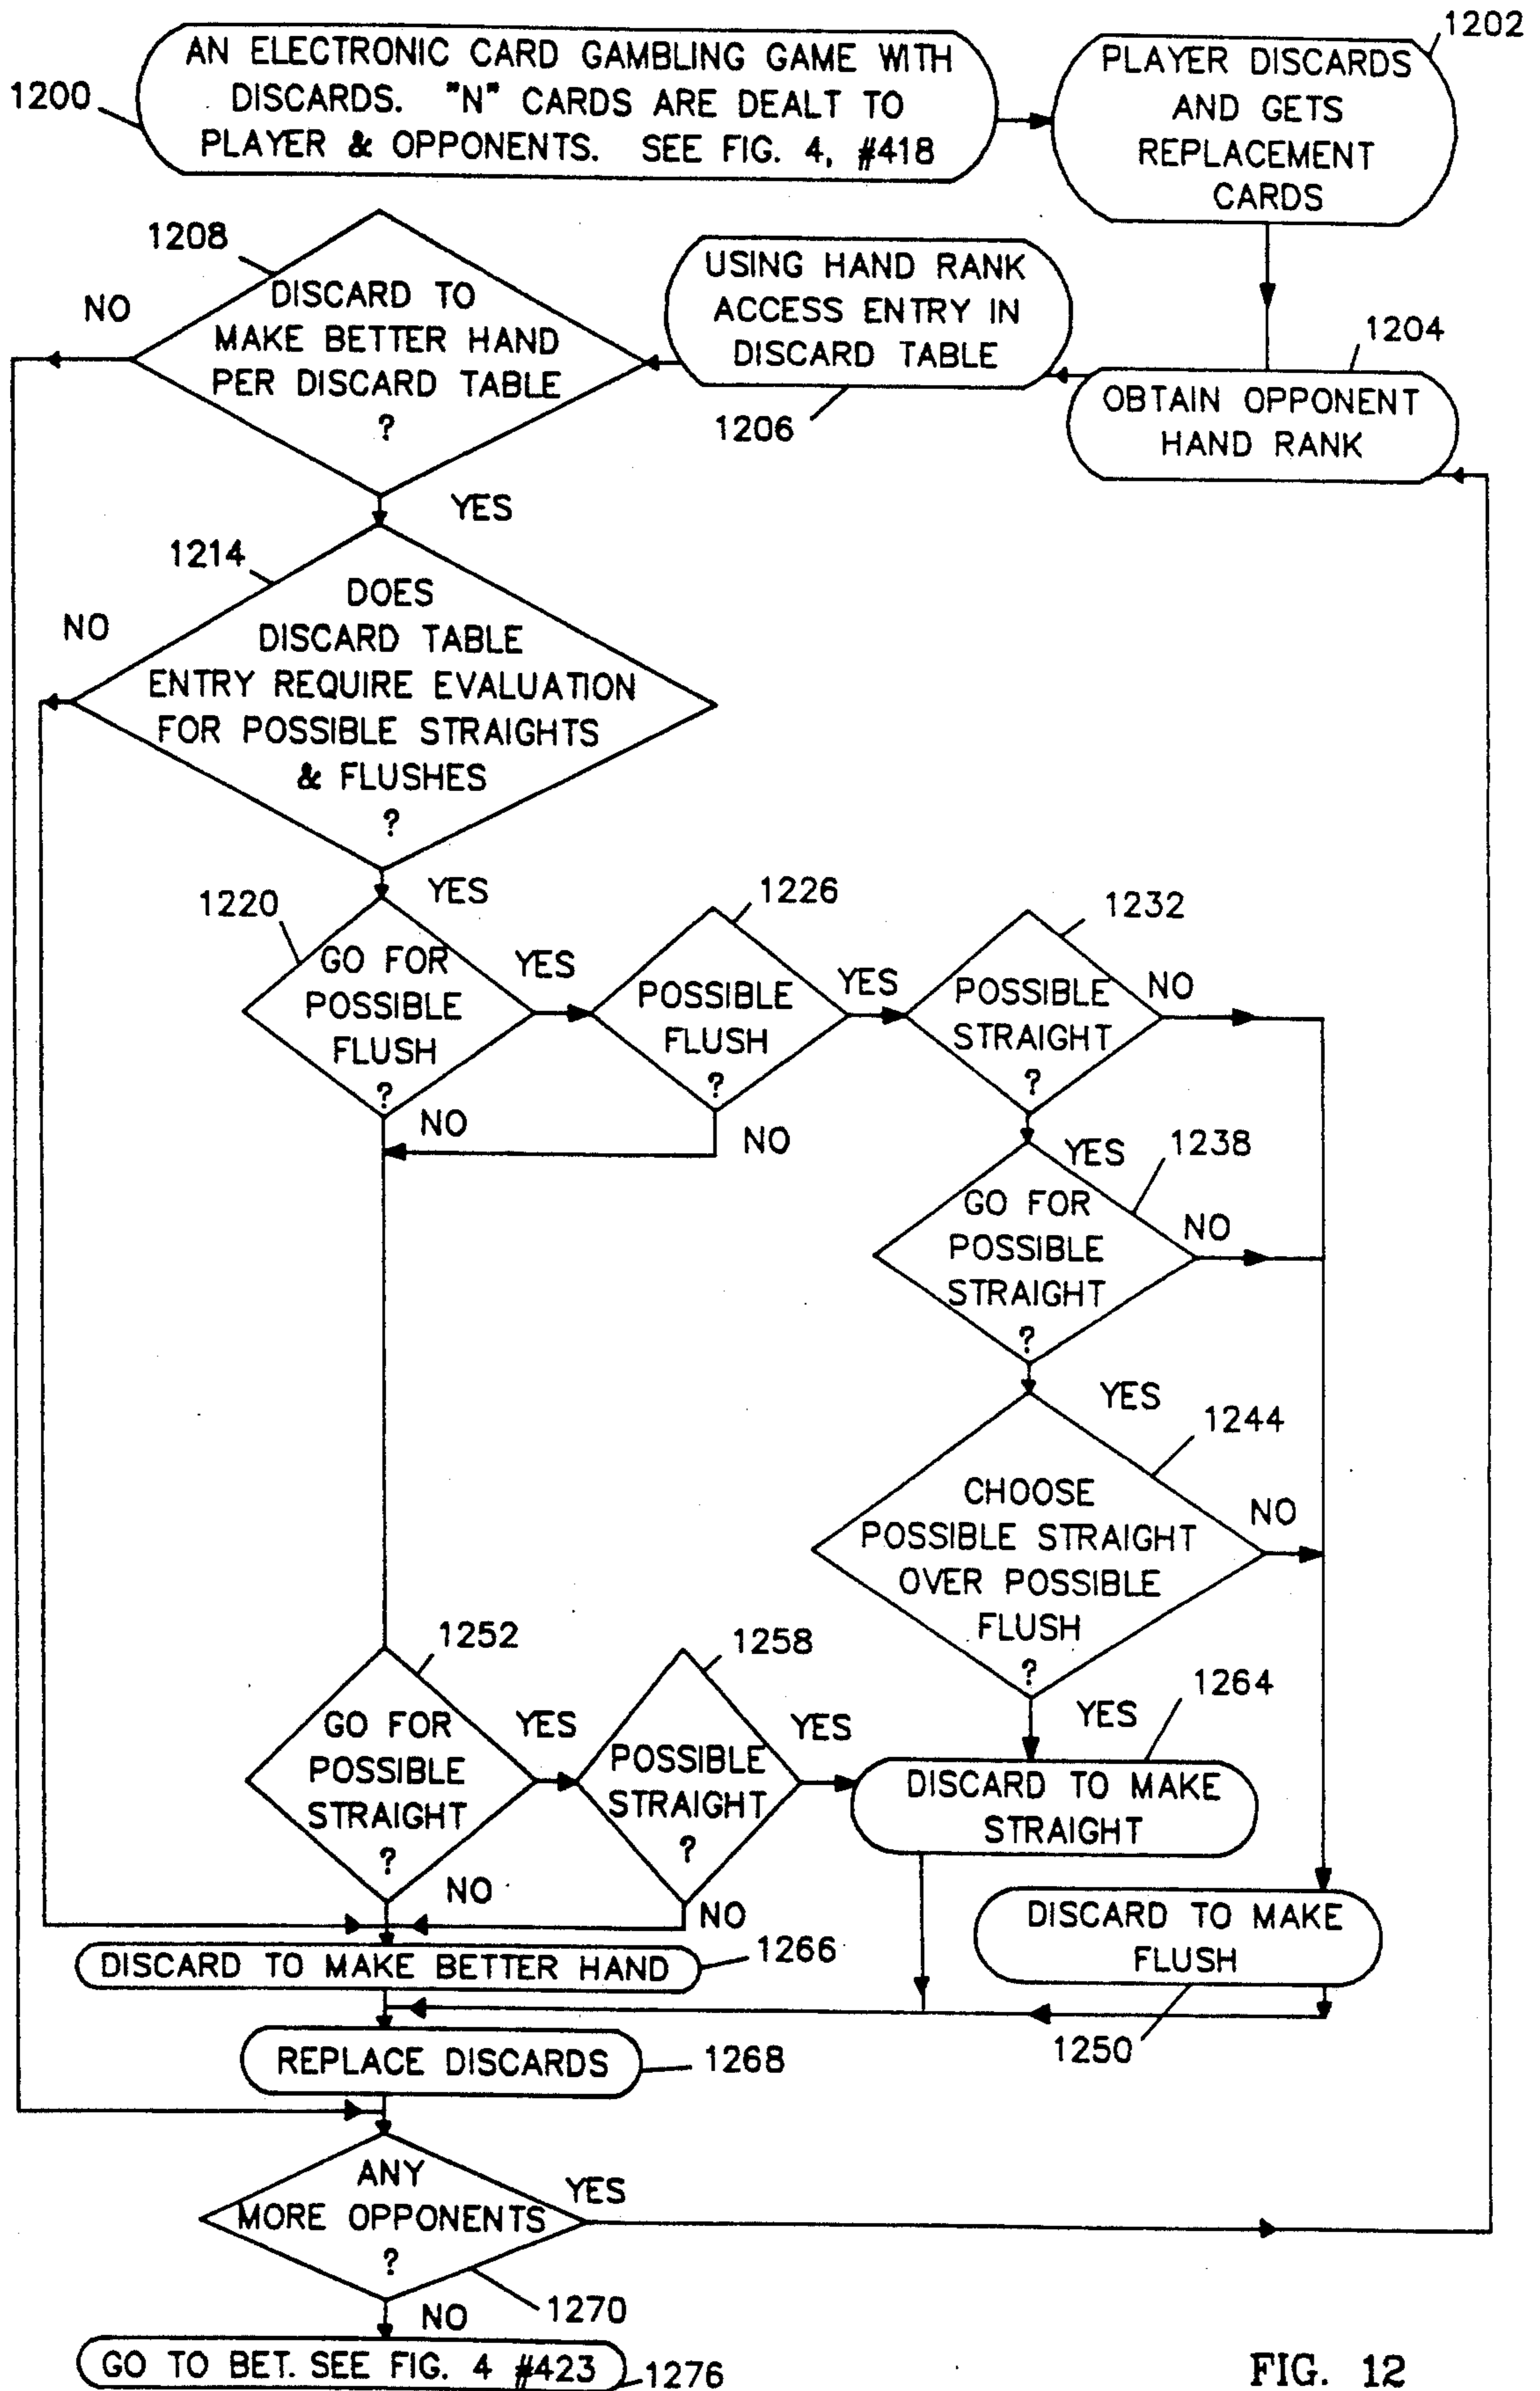 1200
AN ELECTRONIC CARD GAMBLING GAME WITH
DISCARDS. "N" CARDS ARE DEALT TO
PLAYER & OPPONENTS. SEE FIG. 4, #418
1202
PLAYER DISCARDS
AND GETS
REPLACEMENT
CARDS
1204
OBTAIN OPPONENT
HAND RANK
USING HAND RANK
ACCESS ENTRY IN
DISCARD TABLE
1206
1208
DISCARD TO
MAKE BETTER HAND
PER DISCARD TABLE
?
NO
YES
1214
DOES
DISCARD TABLE
ENTRY REQUIRE EVALUATION
FOR POSSIBLE STRAIGHTS
& FLUSHES
?
NO
YES
1220
GO FOR
POSSIBLE
FLUSH
?
YES
NO
1226
POSSIBLE
FLUSH
?
YES
NO
1232
POSSIBLE
STRAIGHT
?
NO
YES
1238
GO FOR
POSSIBLE
STRAIGHT
?
NO
YES
1244
CHOOSE
POSSIBLE STRAIGHT
OVER POSSIBLE
FLUSH
?
NO
YES
1252
GO FOR
POSSIBLE
STRAIGHT
?
YES
NO
1258
POSSIBLE
STRAIGHT
?
YES
NO
1264
DISCARD TO MAKE
STRAIGHT
DISCARD TO MAKE
FLUSH
1250
DISCARD TO MAKE BETTER HAND
1266
REPLACE DISCARDS
1268
ANY
MORE OPPONENTS
?
YES
1270
NO
GO TO BET. SEE FIG. 4 #423
1276
FIG. 12